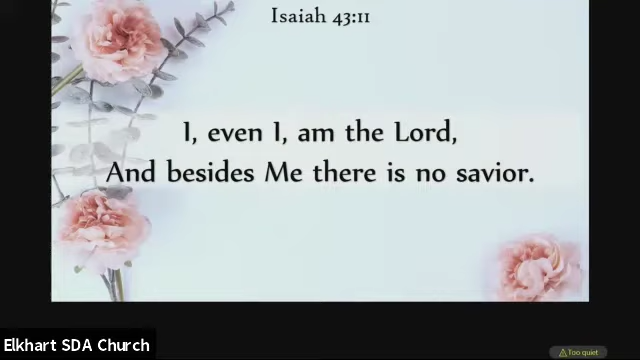 Isaiah 43:11
I, even I, am the Lord,
And besides Me there is no savior.
Elkhart SDA Church
Too quiet